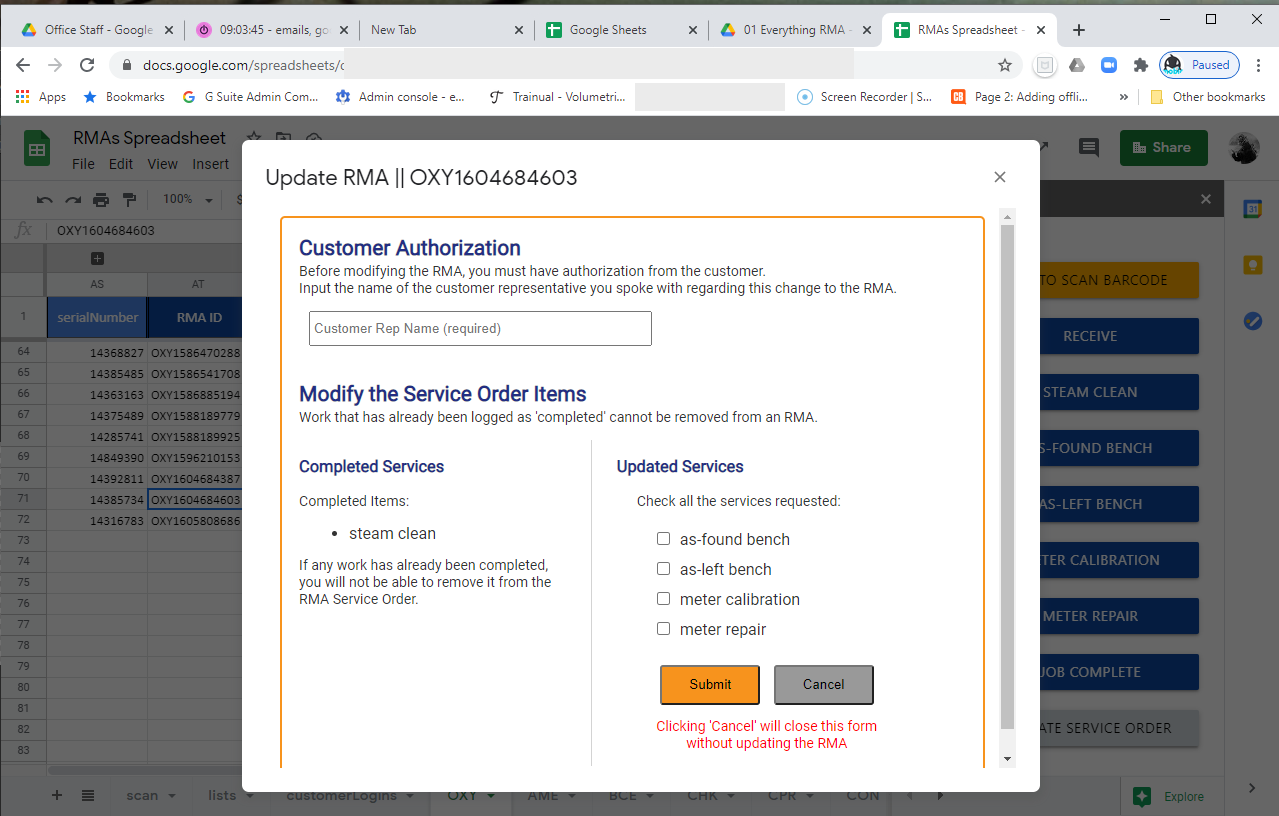 Office Staff - Google
09:03:45 - emails, go
New Tab
Google Sheets
01 Everything RMA -
RMAs Spreadsheet -
docs.google.com/spreadsheets/
Paused
Apps
Bookmarks
G Suite Admin Com...
Admin console - e...
Trainual - Volumetri...
Screen Recorder | S...
Page 2: Adding offli...
»
Other bookmarks
RMAs Spreadsheet
File Edit View Insert
Share
100%
$
fx OXY1604684603
AS AT
1 serialNumber RMA ID
64 14368827 OXY1586470288
65 14385485 OXY1586541708
66 14363163 OXY1586885194
67 14375489 OXY1588189779
68 14285741 OXY1588189925
69 14849390 OXY1596210153
70 14392811 OXY1604684387
71 14385734 OXY1604684603
72 14316783 OXY1605808686
73
74
75
76
77
78
79
80
81
82
83
Update RMA || OXY1604684603
Customer Authorization
Before modifying the RMA, you must have authorization from the customer.
Input the name of the customer representative you spoke with regarding this change to the RMA.
Customer Rep Name (required)
Modify the Service Order Items
Work that has already been logged as 'completed' cannot be removed from an RMA.
Completed Services
Completed Items:
• steam clean
If any work has already been completed,
you will not be able to remove it from the
RMA Service Order.
Updated Services
Check all the services requested:
as-found bench
as-left bench
meter calibration
meter repair
Submit
Cancel
Clicking 'Cancel' will close this form
without updating the RMA
31
TO SCAN BARCODE
RECEIVE
STEAM CLEAN
S-FOUND BENCH
AS-LEFT BENCH
TER CALIBRATION
METER REPAIR
JOB COMPLETE
ATE SERVICE ORDER
scan
lists
customerLogins
OXY
AME
BCE
CHK
CPR
CON
Explore